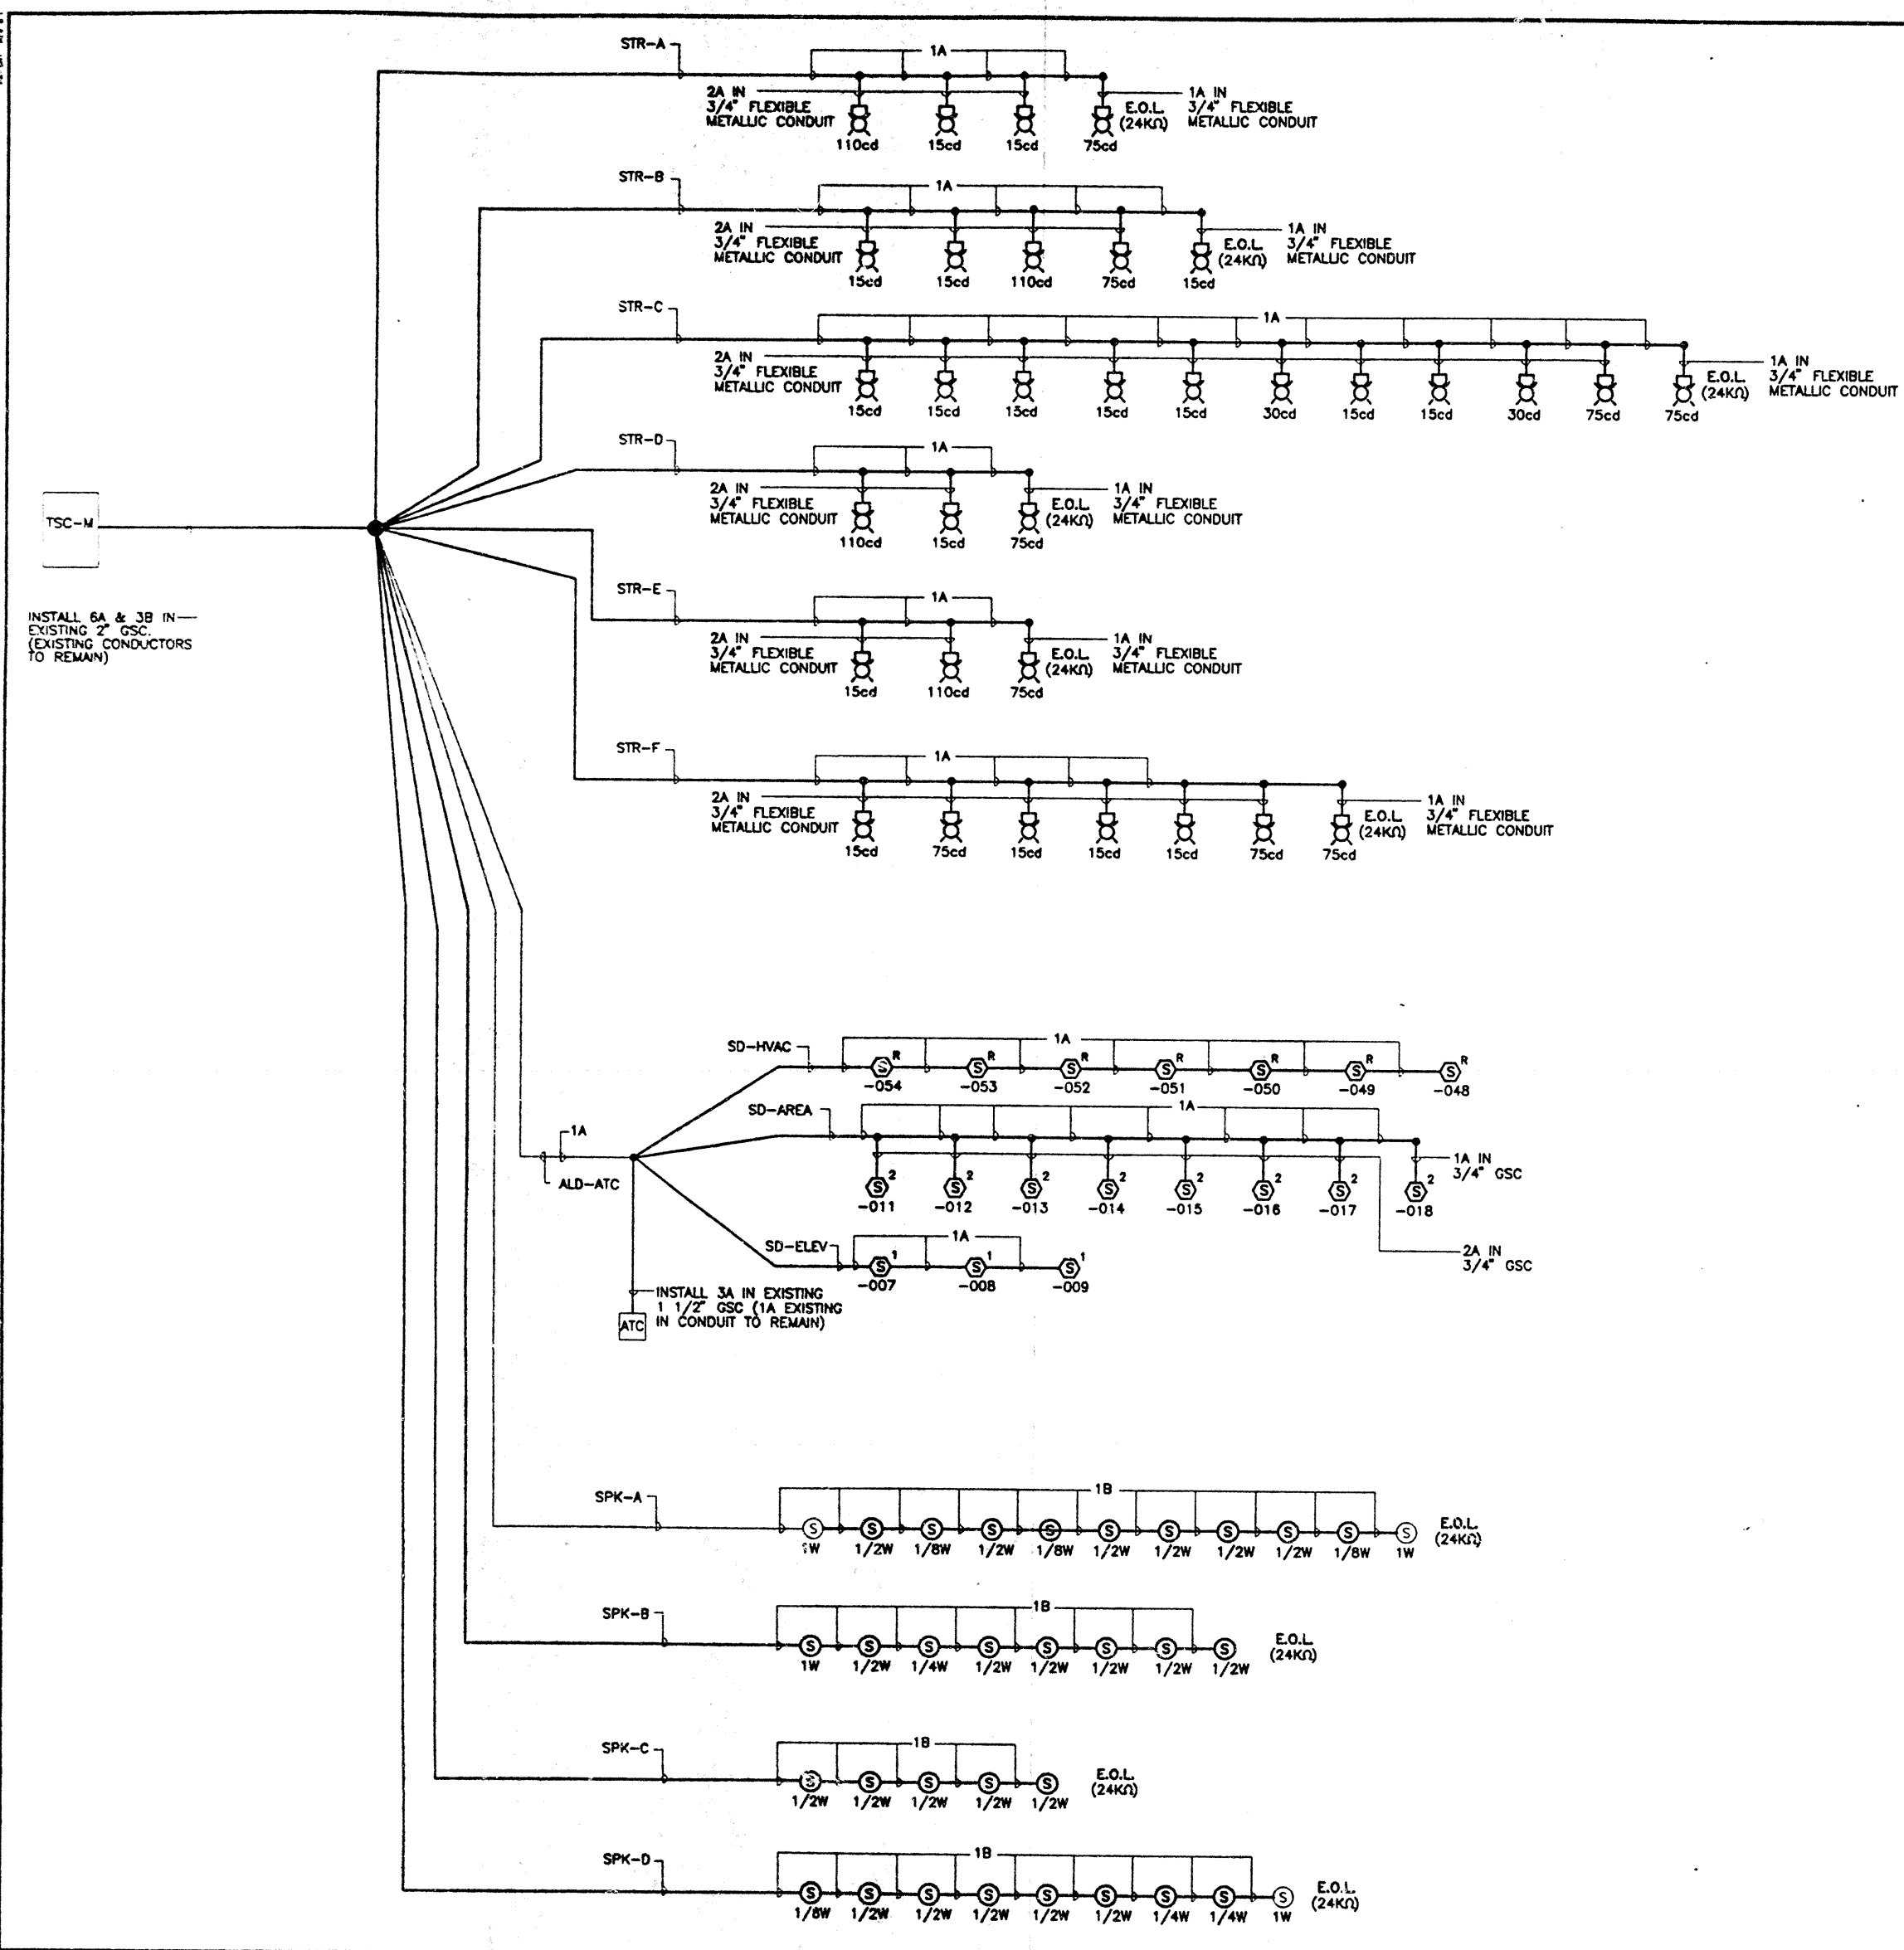 STR-A
1A
2A IN
3/4" FLEXIBLE
METALLIC CONDUIT
1A IN
3/4" FLEXIBLE
METALLIC CONDUIT
E.O.L.
(24KΩ)
110cd 15cd 15cd 75cd
STR-B
1A
2A IN
3/4" FLEXIBLE
METALLIC CONDUIT
1A IN
3/4" FLEXIBLE
METALLIC CONDUIT
E.O.L.
(24KΩ)
15cd 15cd 110cd 75cd 15cd
STR-C
1A
2A IN
3/4" FLEXIBLE
METALLIC CONDUIT
1A IN
3/4" FLEXIBLE
METALLIC CONDUIT
E.O.L.
(24KΩ)
15cd 15cd 15cd 15cd 15cd 30cd 15cd 15cd 30cd 75cd 75cd
STR-D
1A
2A IN
3/4" FLEXIBLE
METALLIC CONDUIT
1A IN
3/4" FLEXIBLE
METALLIC CONDUIT
E.O.L.
(24KΩ)
110cd 15cd 75cd
TSC-M
INSTALL 6A & 3B IN
EXISTING 2" GSC.
(EXISTING CONDUCTORS
TO REMAIN)
STR-E
1A
2A IN
3/4" FLEXIBLE
METALLIC CONDUIT
1A IN
3/4" FLEXIBLE
METALLIC CONDUIT
E.O.L.
(24KΩ)
15cd 110cd 75cd
STR-F
1A
2A IN
3/4" FLEXIBLE
METALLIC CONDUIT
1A IN
3/4" FLEXIBLE
METALLIC CONDUIT
E.O.L.
(24KΩ)
15cd 75cd 15cd 15cd 15cd 75cd 75cd
SD-HVAC
1A
S R S R S R S R S R S R S R
-054 -053 -052 -051 -050 -049 -048
SD-AREA
1A
1A IN
3/4" GSC
S 2 S 2 S 2 S 2 S 2 S 2 S 2 S 2
-011 -012 -013 -014 -015 -016 -017 -018
1A
ALD-ATC
SD-ELEV
1A
S 1 S 1 S 1
-007 -008 -009
2A IN
3/4" GSC
INSTALL 3A IN EXISTING
1 1/2" GSC (1A EXISTING
IN CONDUIT TO REMAIN)
ATC
SPK-A
1B
S S S S S S S S S S S
1W 1/2W 1/8W 1/2W 1/8W 1/2W 1/2W 1/2W 1/2W 1/8W 1W
E.O.L.
(24KΩ)
SPK-B
1B
S S S S S S S S
1W 1/2W 1/4W 1/2W 1/2W 1/2W 1/2W 1/2W
E.O.L.
(24KΩ)
SPK-C
1B
S S S S S
1/2W 1/2W 1/2W 1/2W 1/2W
E.O.L.
(24KΩ)
SPK-D
1B
S S S S S S S S S
1/8W 1/2W 1/2W 1/2W 1/2W 1/2W 1/4W 1/4W 1W
E.O.L.
(24KΩ)